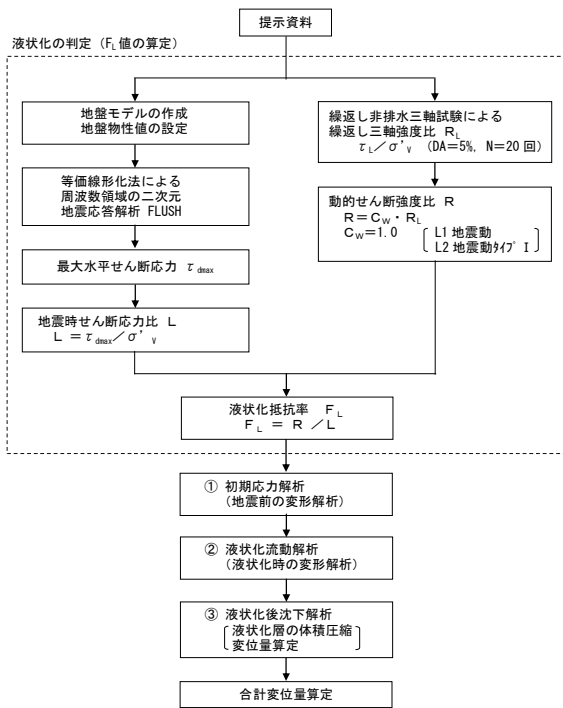 提示資料
液状化の判定（FL値の算定）
地盤モデルの作成
地盤物性値の設定
等価線形化法による
周波数領域の二次元
地震応答解析 FLUSH
最大水平せん断応力 τdmax
地震時せん断応力比 L
L = τdmax／σ'V
繰返し非排水三軸試験による
繰返し三軸強度比 RL
τL／σ'V （DA＝5%, N＝20 回）
動的せん断強度比 R
R＝CW・RL
CW＝1.0 L1 地震動
L2 地震動ﾀｲﾌﾟ I
液状化抵抗率 FL
FL = R ／L
① 初期応力解析
（地震前の変形解析）
② 液状化流動解析
（液状化時の変形解析）
③ 液状化後沈下解析
液状化層の体積圧縮
変位量算定
合計変位量算定